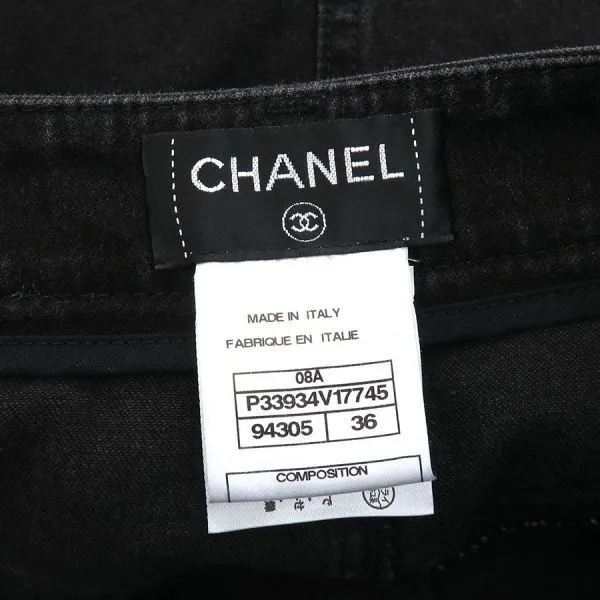 CHANEL
MADE IN ITALY
FABRIQUE EN ITALIE
08A
P33934V17745
94305 36
COMPOSITION